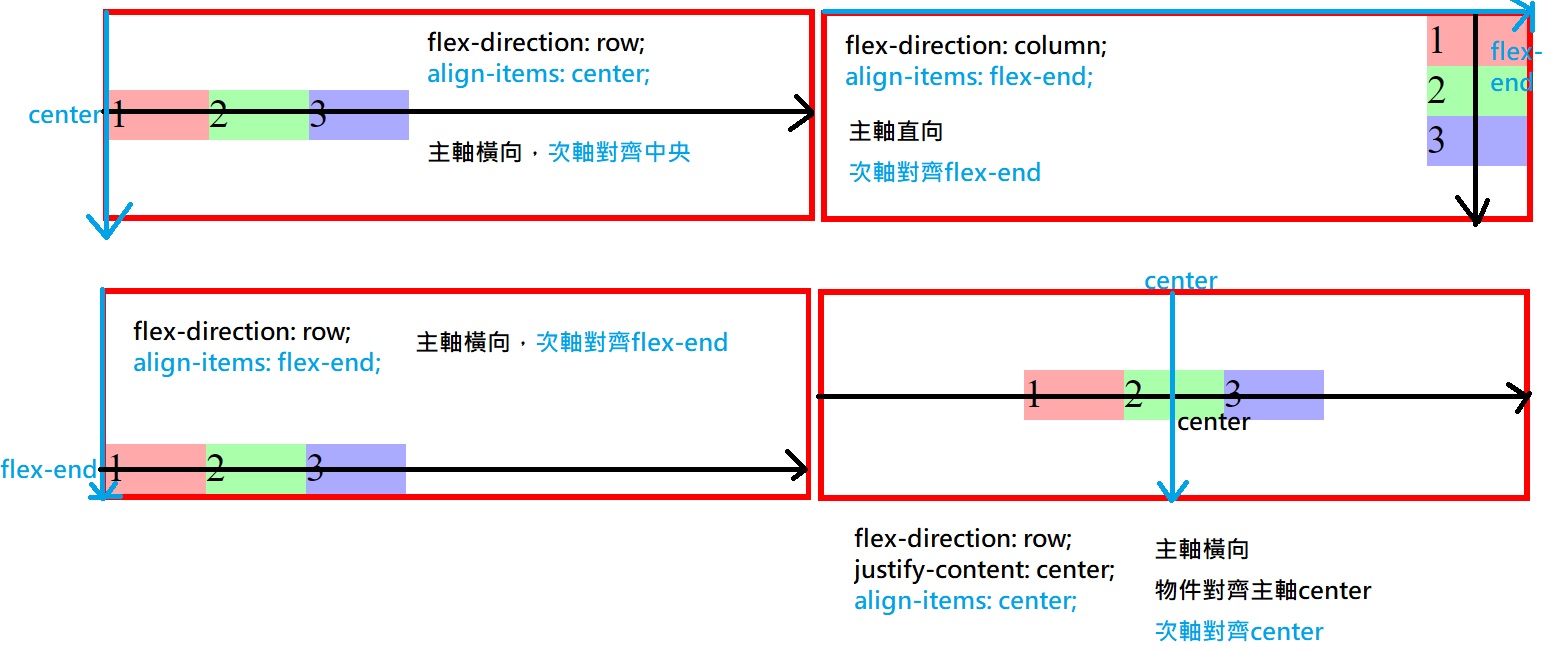 flex-direction: row;
align-items: center;
center
1
2
3
主軸橫向，次軸對齊中央
flex-direction: column;
align-items: flex-end;
主軸直向
次軸對齊flex-end
1
2
3
flex-
end
flex-direction: row;
align-items: flex-end;
主軸橫向，次軸對齊flex-end
flex-end
1
2
3
center
1
2
3
center
flex-direction: row;
justify-content: center;
align-items: center;
主軸橫向
物件對齊主軸center
次軸對齊center